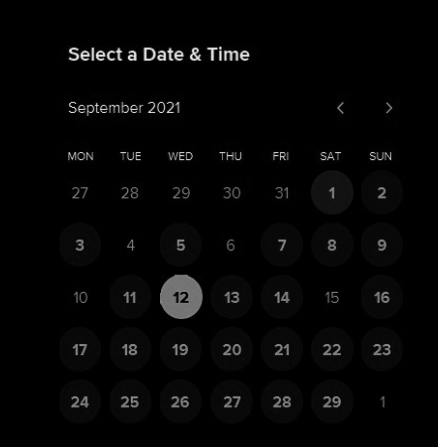 Select a Date & Time
September 2021
MON TUE WED THU FRI SAT SUN
27 28 29 30 31 1 2
3 4 5 6 7 8 9
10 11 12 13 14 15 16
17 18 19 20 21 22 23
24 25 26 27 28 29 1